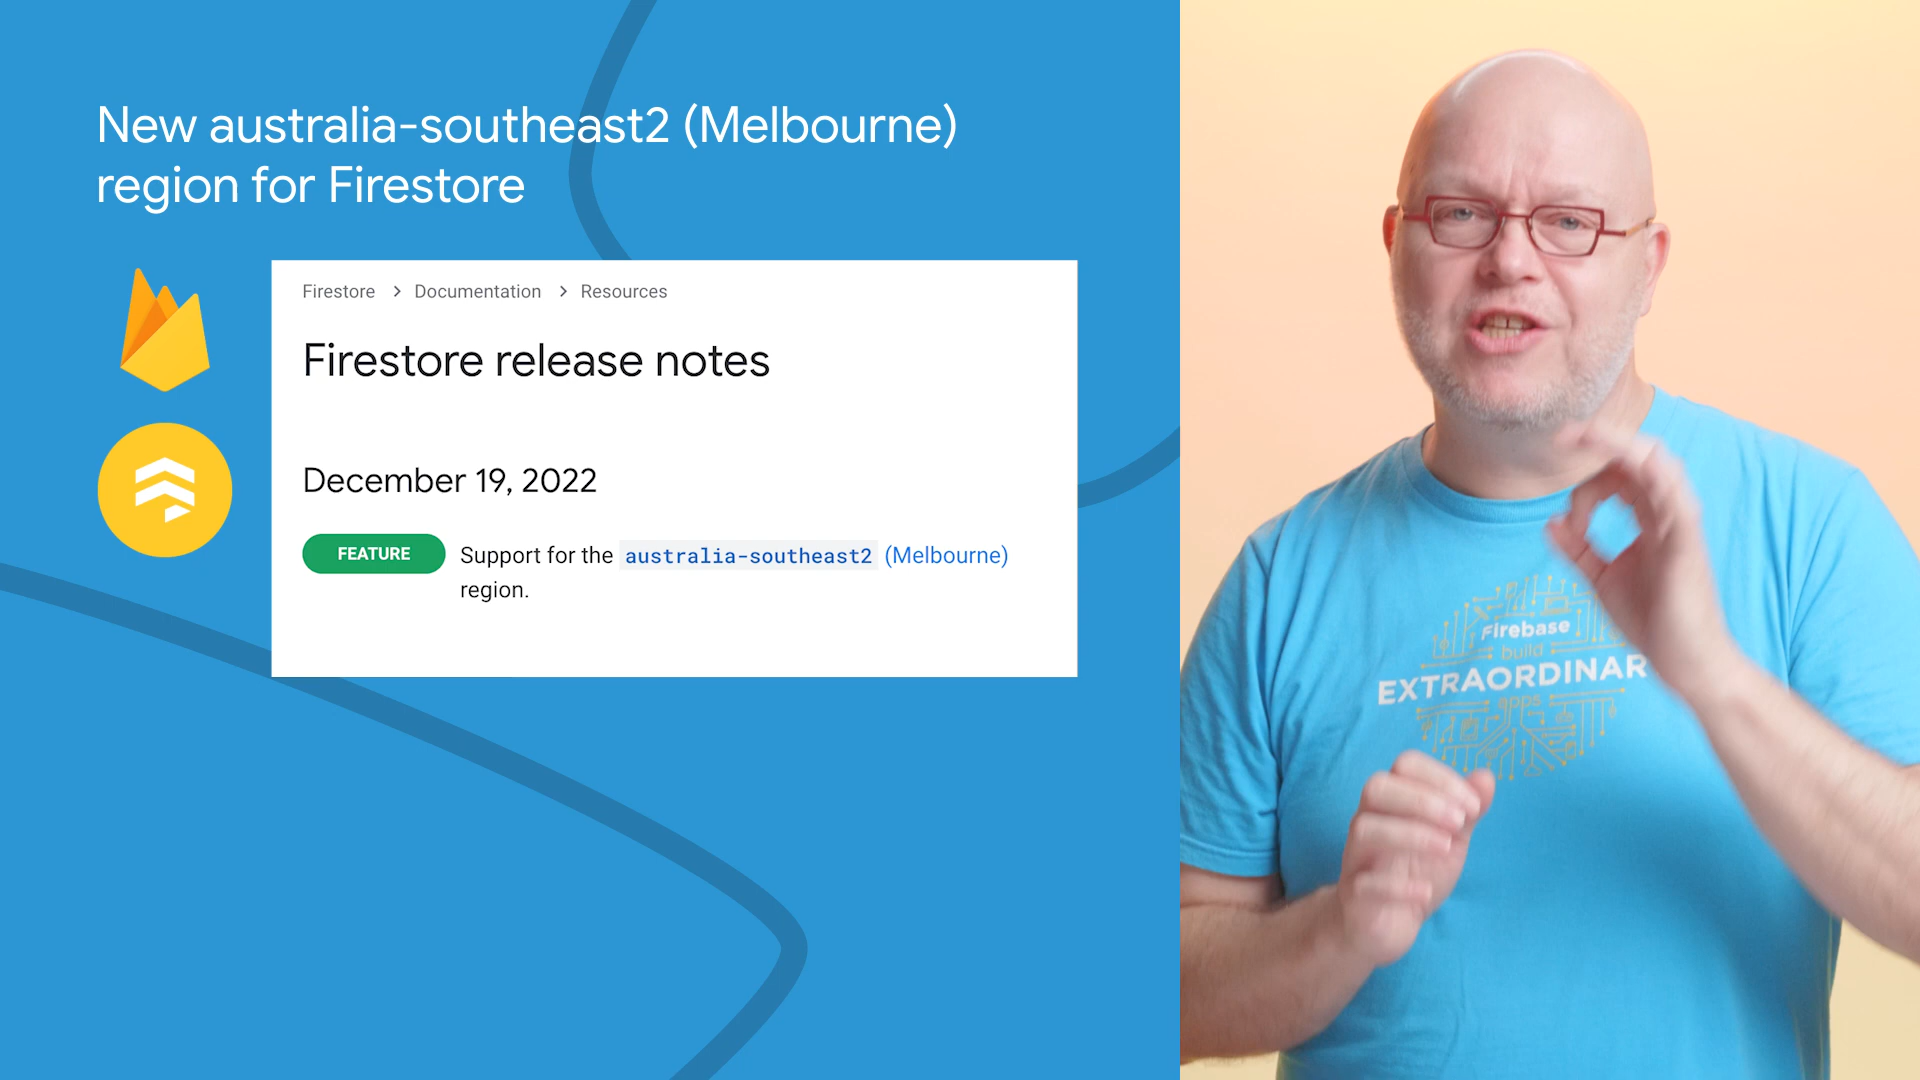 New australia-southeast2 (Melbourne)
region for Firestore
Firestore > Documentation > Resources
Firestore release notes
December 19, 2022
FEATURE Support for the australia-southeast2 (Melbourne)
region.
Firebase
build
EXTRAORDINAR
apps